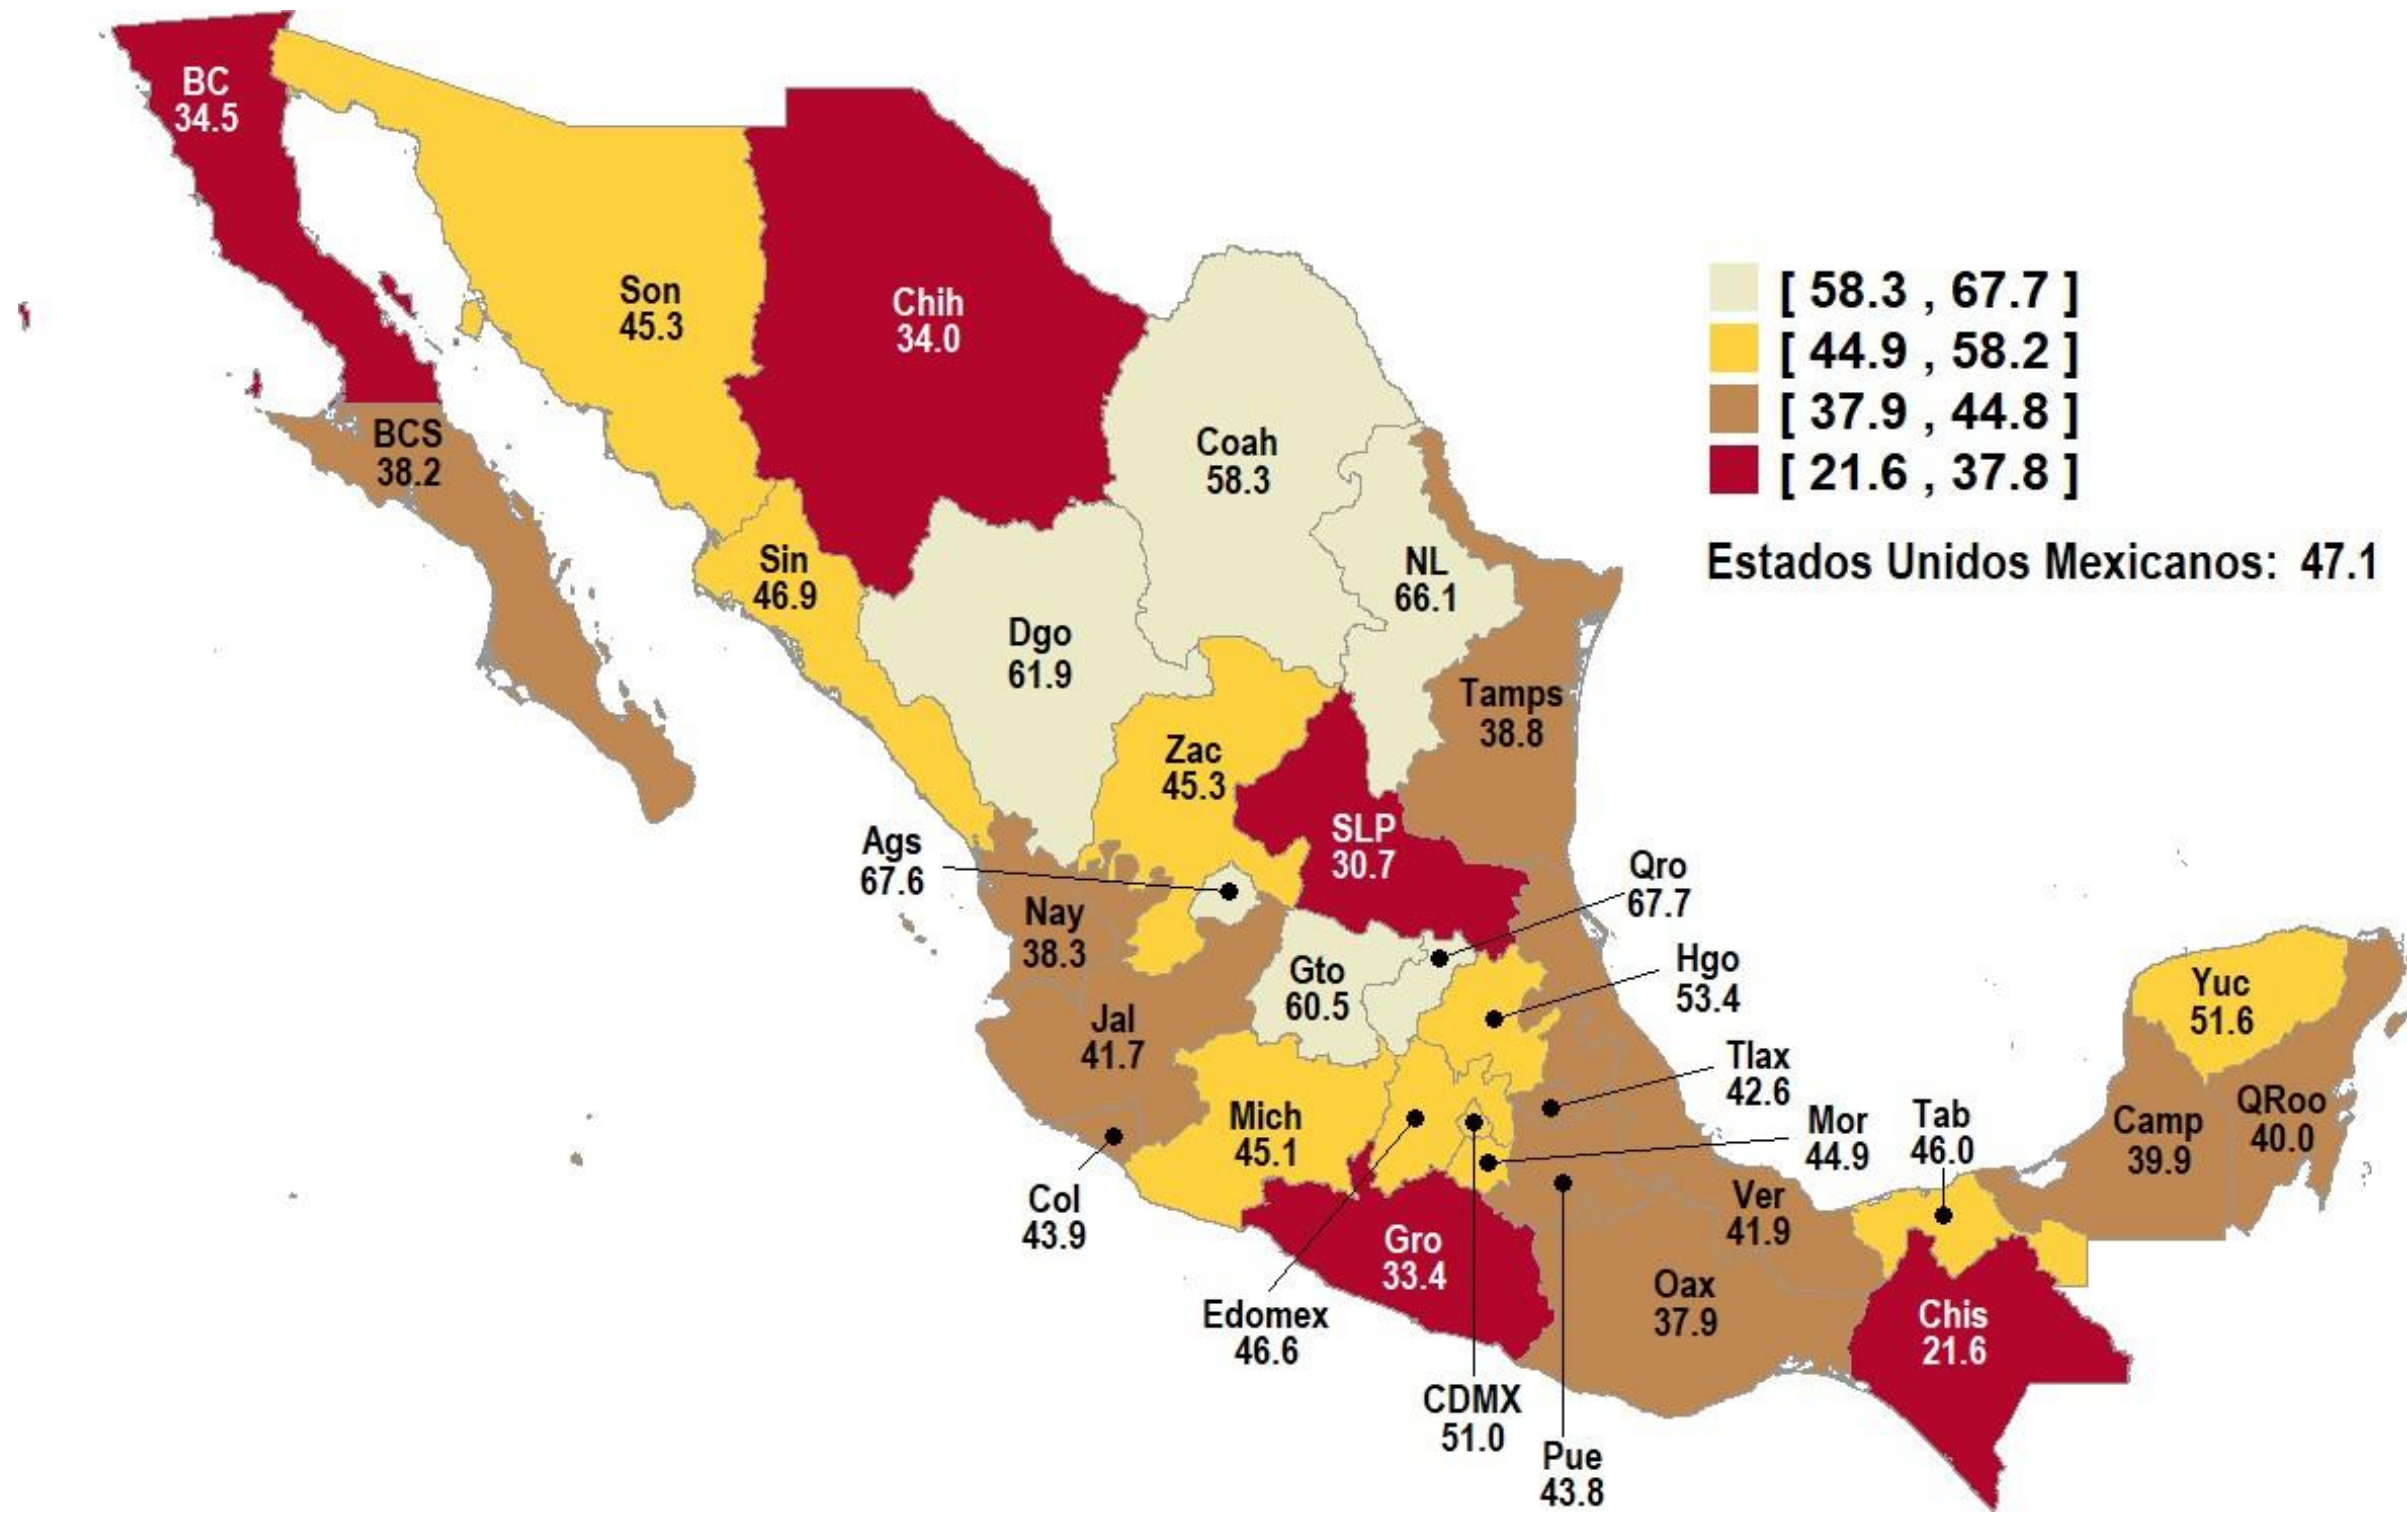 BC
34.5
Son
45.3
Chih
34.0
[ 58.3 , 67.7 ]
[ 44.9 , 58.2 ]
[ 37.9 , 44.8 ]
[ 21.6 , 37.8 ]
Estados Unidos Mexicanos: 47.1
BCS
38.2
Coah
58.3
Sin
46.9
NL
66.1
Dgo
61.9
Tamps
38.8
Zac
45.3
SLP
30.7
Ags
67.6
Qro
67.7
Nay
38.3
Gto
60.5
Hgo
53.4
Yuc
51.6
Jal
41.7
Tlax
42.6
Mich
45.1
Mor
44.9
Tab
46.0
Camp
39.9
QRoo
40.0
Col
43.9
Ver
41.9
Gro
33.4
Oax
37.9
Edomex
46.6
Chis
21.6
CDMX
51.0
Pue
43.8